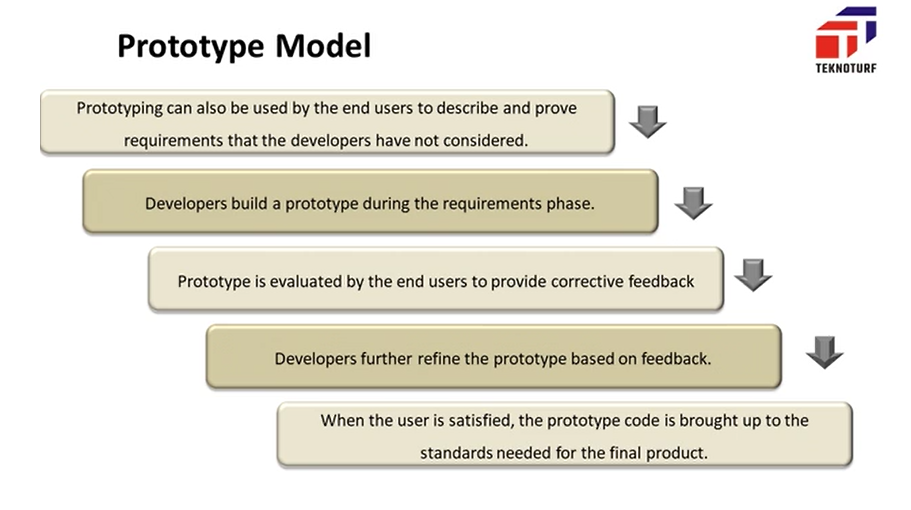 Prototype Model
TEKNOTURF
Prototyping can also be used by the end users to describe and prove
requirements that the developers have not considered.
Developers build a prototype during the requirements phase.
Prototype is evaluated by the end users to provide corrective feedback
Developers further refine the prototype based on feedback.
When the user is satisfied, the prototype code is brought up to the
standards needed for the final product.